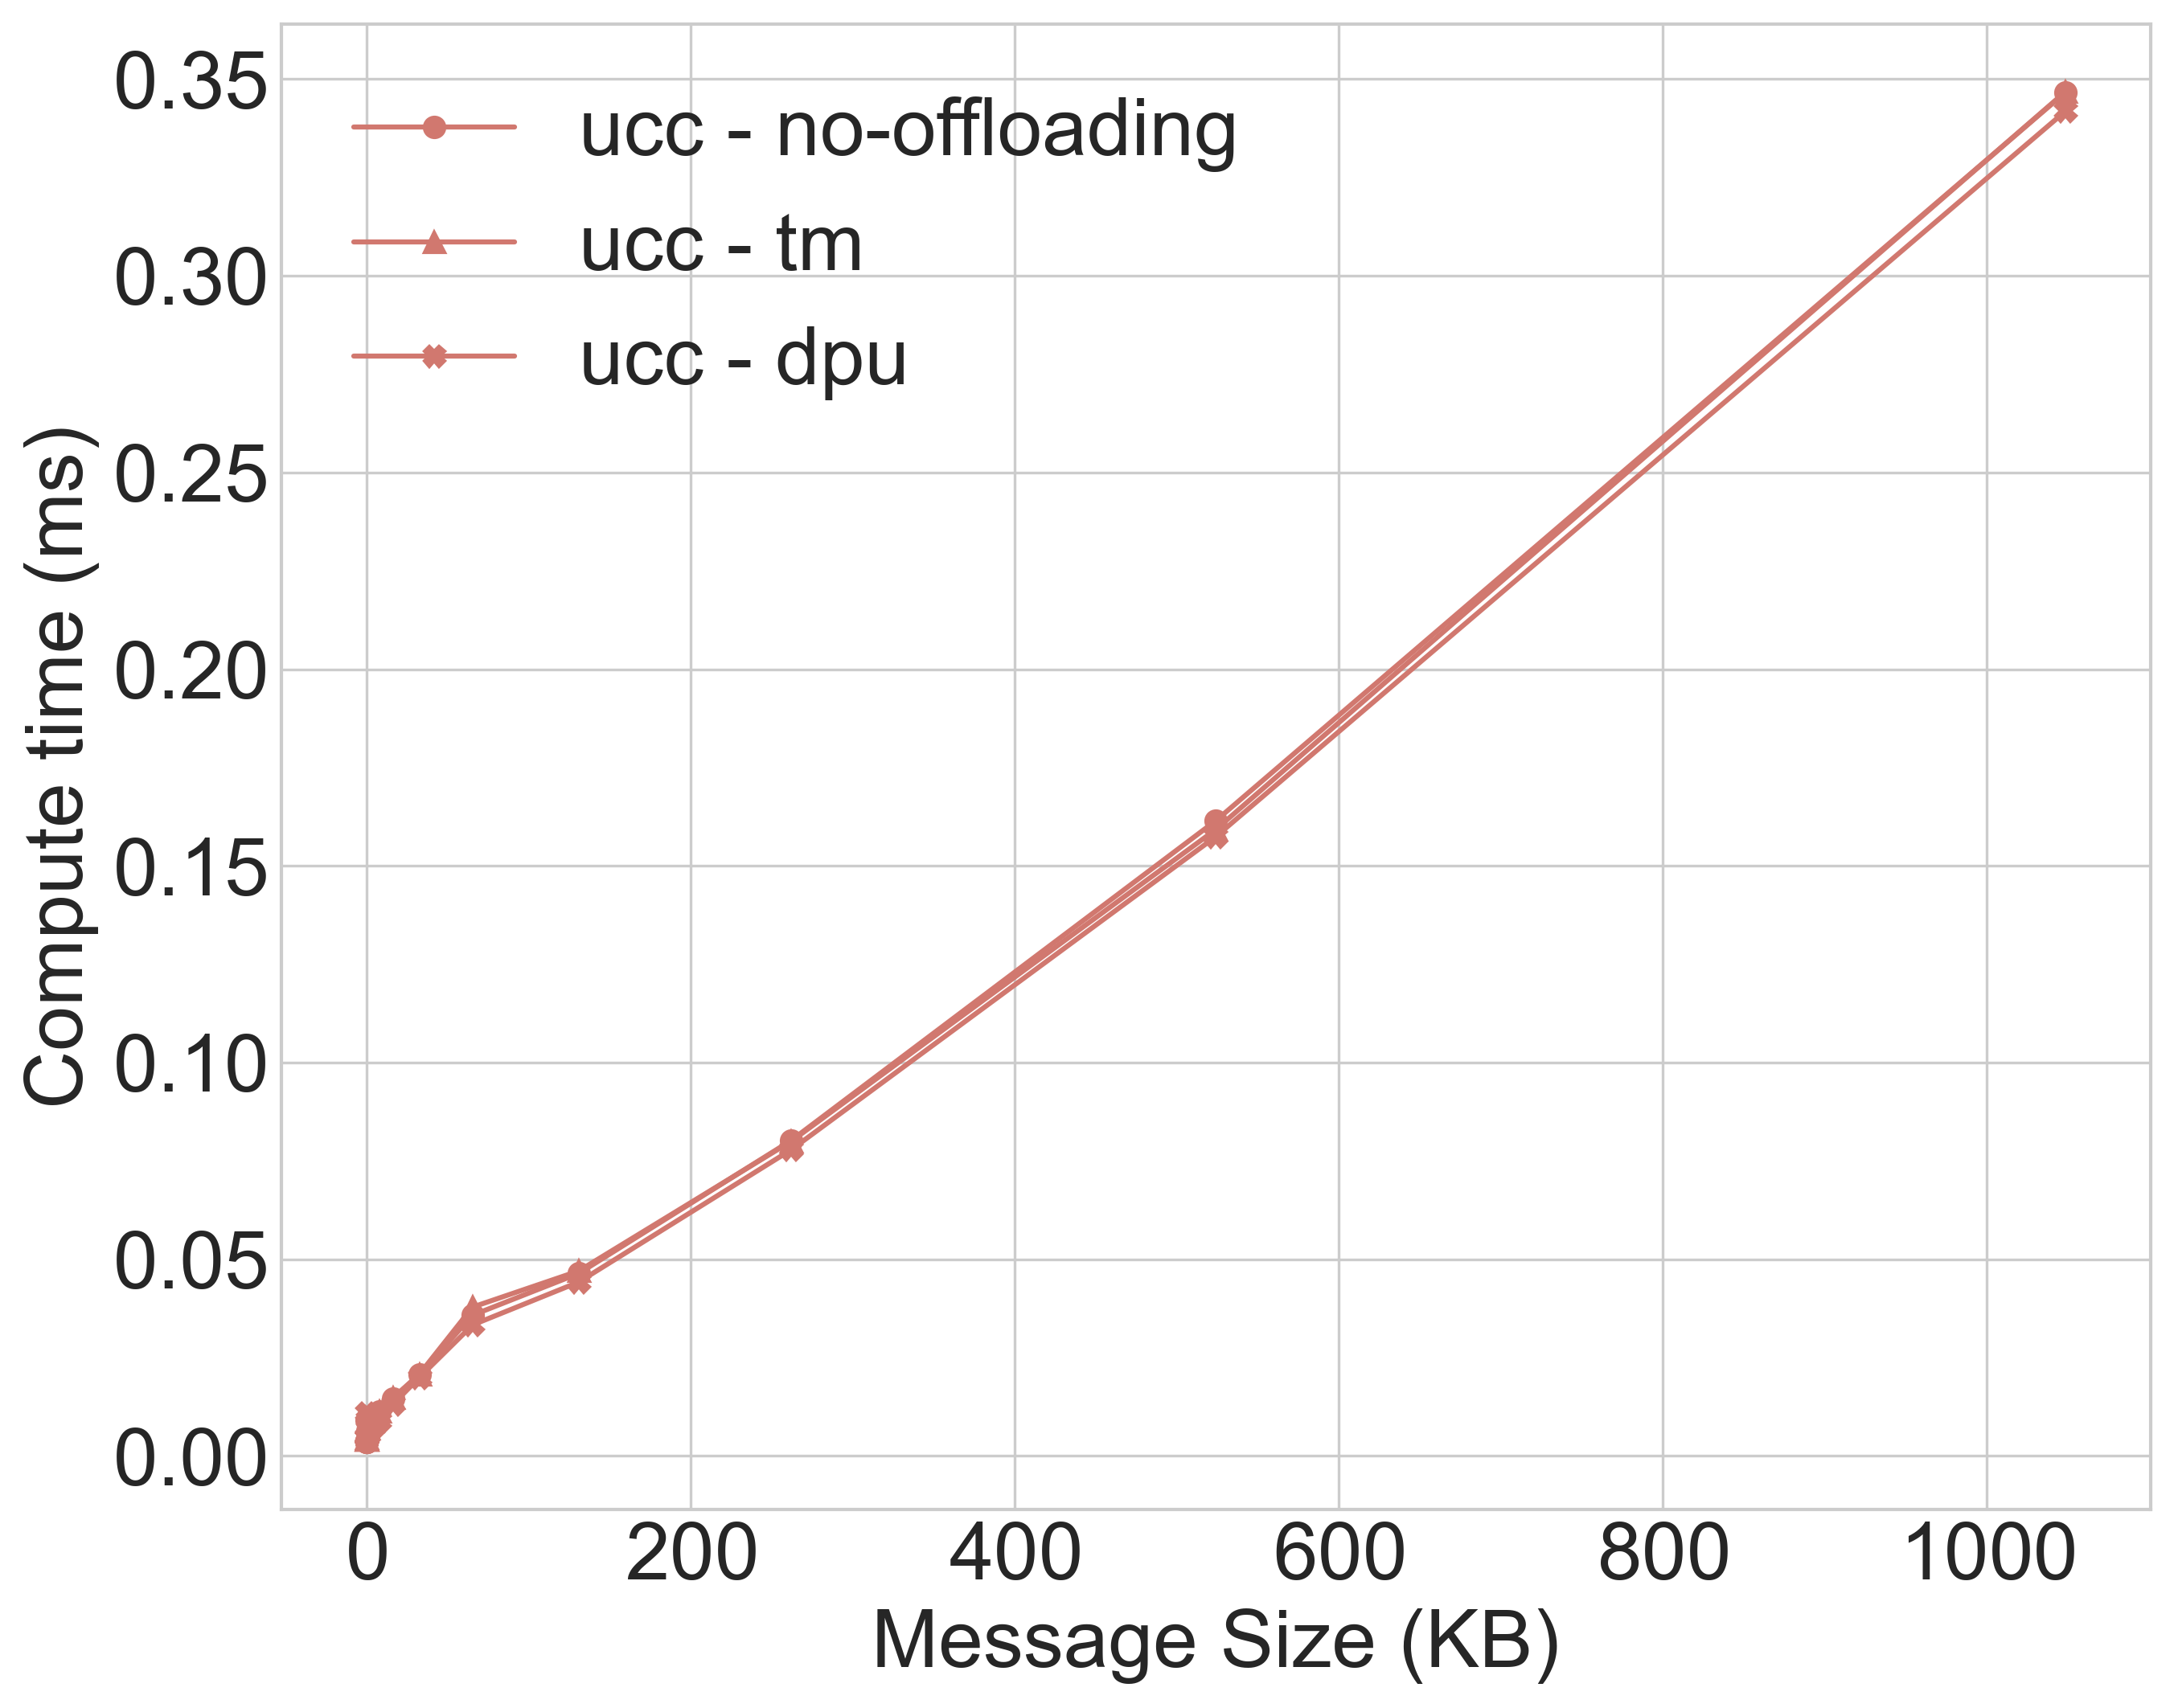 0.35
0.30
0.25
0.20
0.15
0.10
0.05
0.00
Compute time (ms)
ucc - no-offloading
ucc - tm
ucc - dpu
0 200 400 600 800 1000
Message Size (KB)